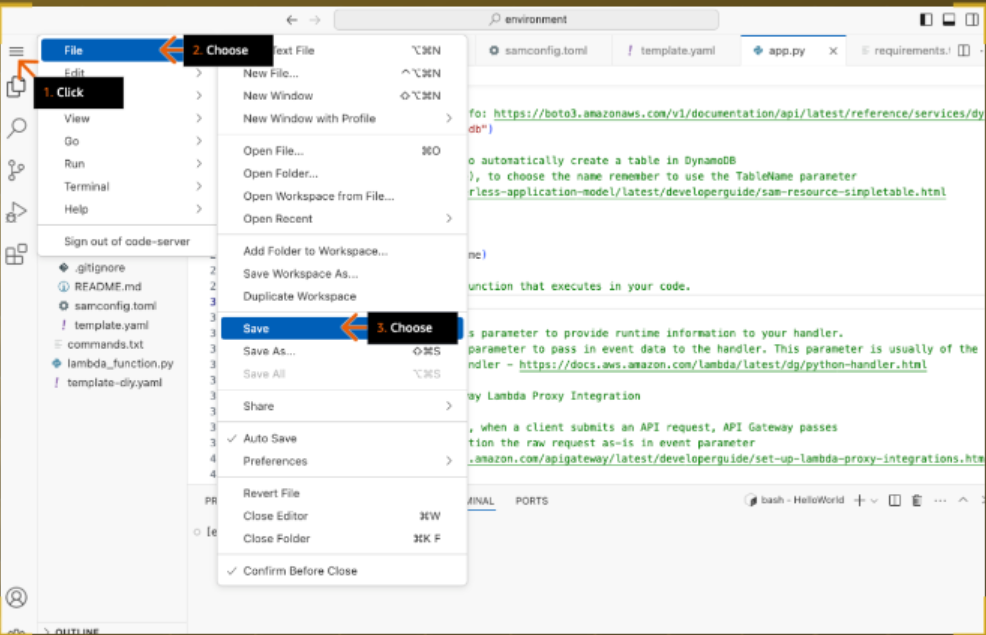 environment
File
2. Choose
Text File ⌥⌘N
samconfig.toml
template.yaml
app.py
requirements.
Edit
New File... ⌃⌥⌘N
1. Click
New Window ⇧⌥⌘N
View
New Window with Profile
fo: https://boto3.amazonaws.com/v1/documentation/api/latest/reference/services/dy
db")
Go
Open File... ⌘O
o automatically create a table in DynamoDB
Run
Open Folder...
), to choose the name remember to use the TableName parameter
Terminal
Open Workspace from File...
rless-application-model/latest/developerguide/sam-resource-simpletable.html
Help
Open Recent
Sign out of code-server
Add Folder to Workspace...
me)
.gitignore
Save Workspace As...
README.md
Duplicate Workspace
unction that executes in your code.
samconfig.toml
template.yaml
Save
3. Choose
s parameter to provide runtime information to your handler.
commands.txt
Save As... ⇧⌘S
parameter to pass in event data to the handler. This parameter is usually of the
lambda_function.py
Save All ⌥⌘S
ndler - https://docs.aws.amazon.com/lambda/latest/dg/python-handler.html
template-diy.yaml
Share
ay Lambda Proxy Integration
, when a client submits an API request, API Gateway passes
Auto Save
tion the raw request as-is in event parameter
Preferences
.amazon.com/apigateway/latest/developerguide/set-up-lambda-proxy-integrations.htm
Revert File
PR
MINAL
PORTS
bash - HelloWorld
Close Editor ⌘W
[e
Close Folder ⌘K F
Confirm Before Close
OUTLINE